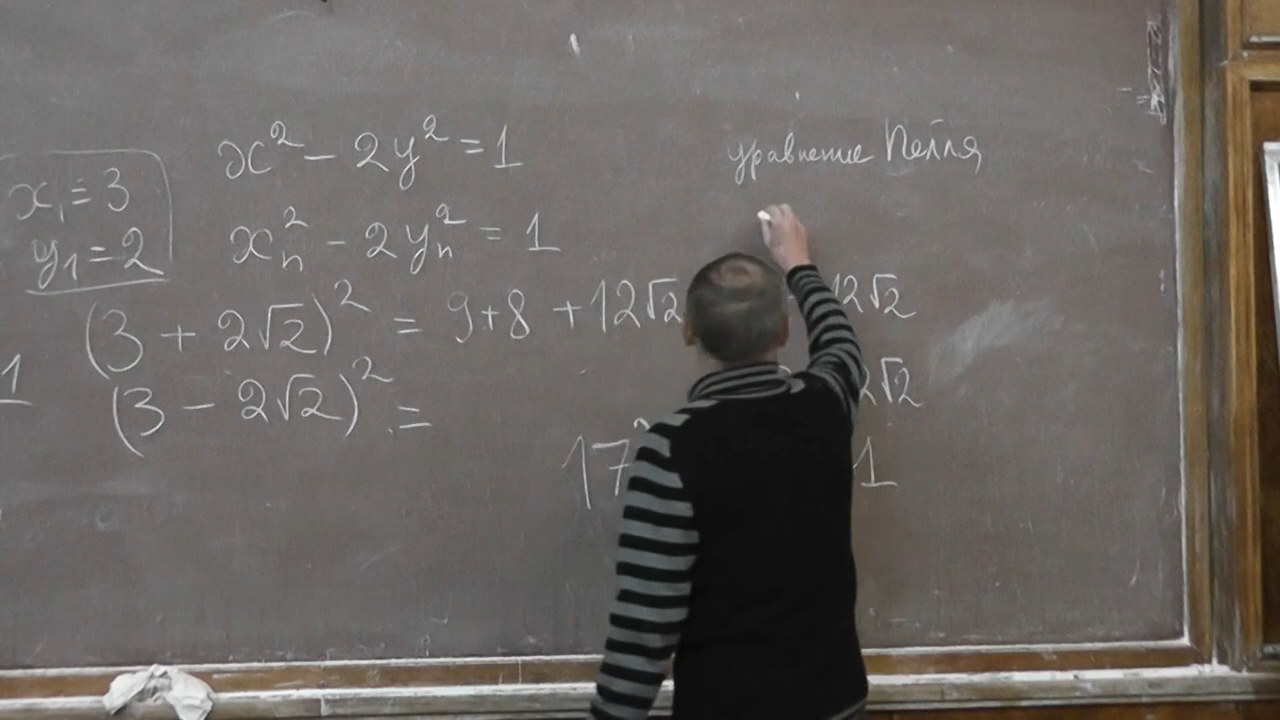 x² − 2y² = 1
уравнение Пелля
x₁ = 3
y₁ = 2
xₙ² − 2yₙ² = 1
(3 + 2√2)² = 9+8 + 12√2 12√2
1
(3 − 2√2)² = 2√2
17 1